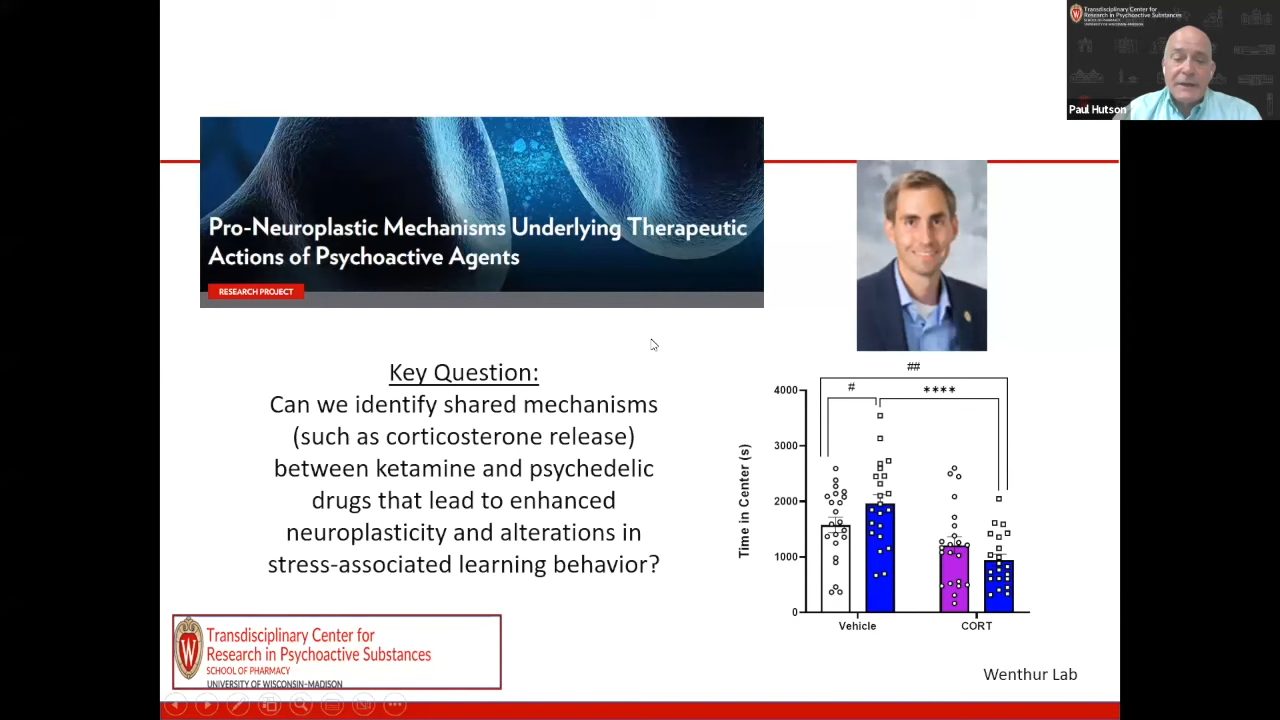 Transdisciplinary Center for
Research in Psychoactive Substances
SCHOOL OF PHARMACY
UNIVERSITY OF WISCONSIN–MADISON
Paul Hutson
Pro-Neuroplastic Mechanisms Underlying Therapeutic
Actions of Psychoactive Agents
RESEARCH PROJECT
Key Question:
Can we identify shared mechanisms
(such as corticosterone release)
between ketamine and psychedelic
drugs that lead to enhanced
neuroplasticity and alterations in
stress-associated learning behavior?
##
#
****
Time in Center (s)
4000
3000
2000
1000
0
Vehicle
CORT
W
Transdisciplinary Center for
Research in Psychoactive Substances
SCHOOL OF PHARMACY
UNIVERSITY OF WISCONSIN–MADISON
Wenthur Lab